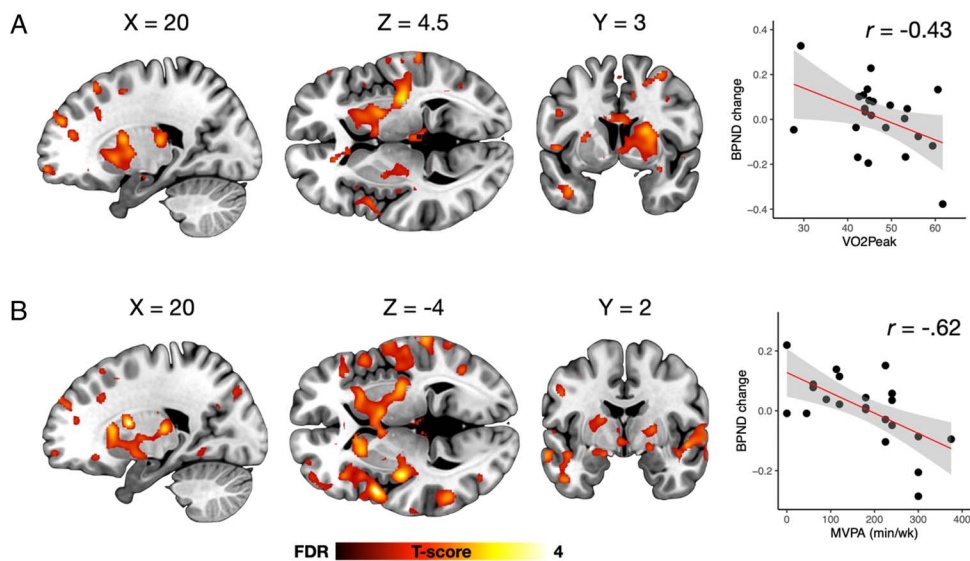 A
X = 20
Z = 4.5
Y = 3
r = -0.43
BPND change
0.4
0.2
0.0
-0.2
-0.4
30
40
50
60
VO2Peak
B
X = 20
Z = -4
Y = 2
r = -.62
BPND change
0.2
0.0
-0.2
0
100
200
300
400
MVPA (min/wk)
FDR
T-score
4